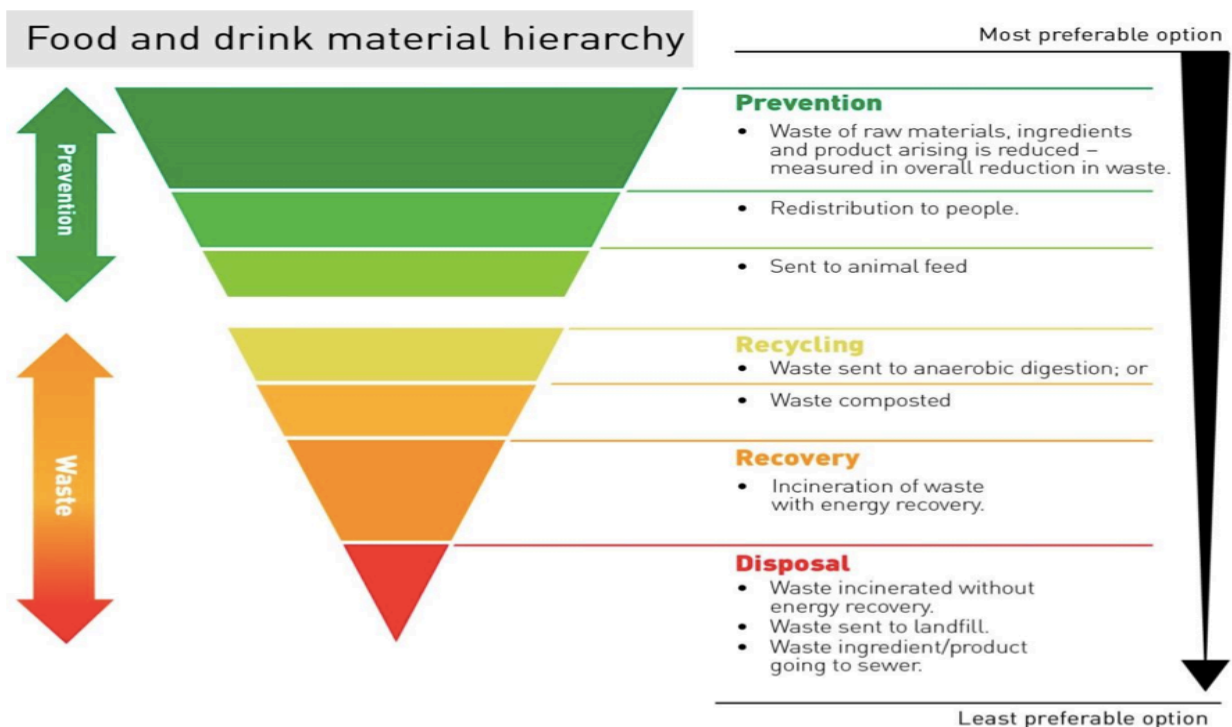 Food and drink material hierarchy
Most preferable option
Prevention
Prevention
• Waste of raw materials, ingredients
and product arising is reduced –
measured in overall reduction in waste.
• Redistribution to people.
• Sent to animal feed
Waste
Recycling
• Waste sent to anaerobic digestion; or
• Waste composted
Recovery
• Incineration of waste
with energy recovery.
Disposal
• Waste incinerated without
energy recovery.
• Waste sent to landfill.
• Waste ingredient/product
going to sewer.
Least preferable option